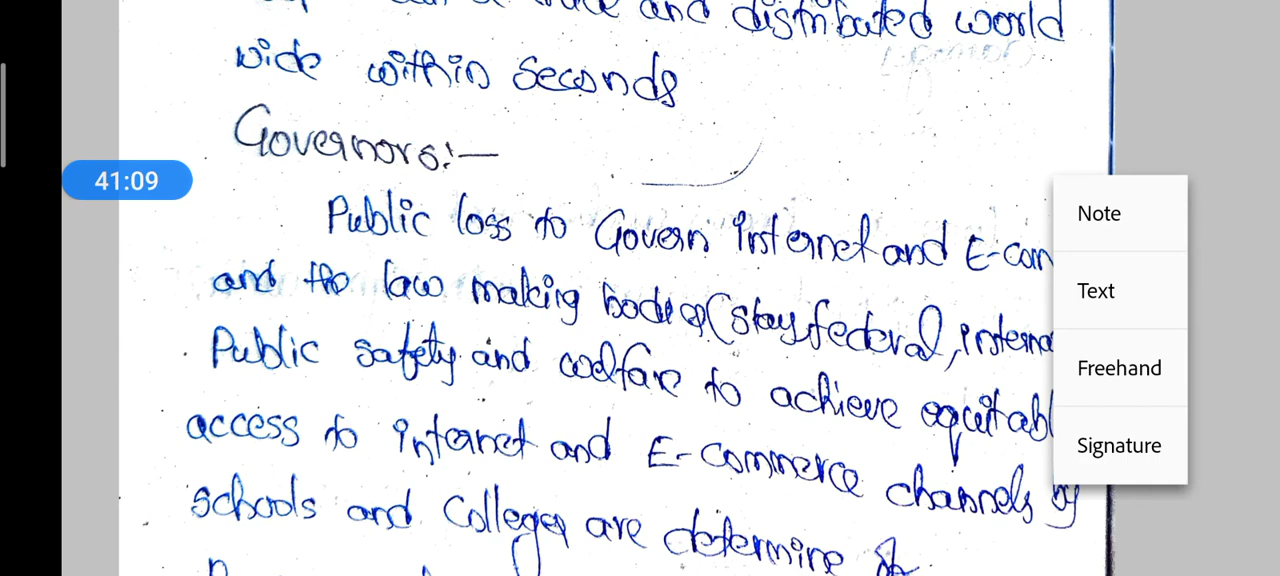 and distributed world
wide within seconds
Governors:—
41:09
Public loss to Govern Internet and E-com
and the law making bodies (stay, federal, interna
Public safety and welfare to achieve equitabl
access to internet and E-commerce channels of
schools and Colleges are determine
Note
Text
Freehand
Signature